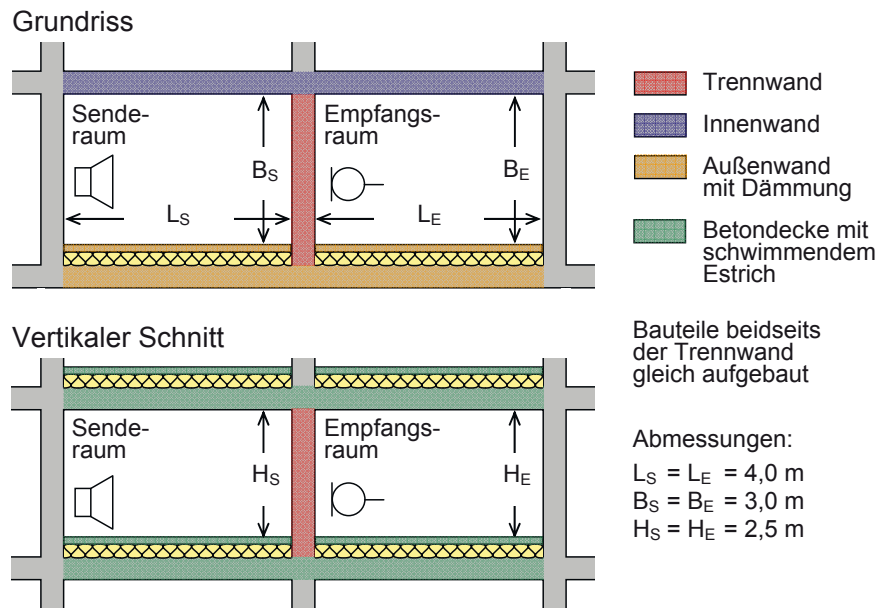 Grundriss
Sende-
raum
Empfangs-
raum
B_S
B_E
L_S
L_E
Trennwand
Innenwand
Außenwand
mit Dämmung
Betondecke mit
schwimmendem
Estrich
Vertikaler Schnitt
Sende-
raum
Empfangs-
raum
H_S
H_E
Bauteile beidseits
der Trennwand
gleich aufgebaut
Abmessungen:
L_S = L_E = 4,0 m
B_S = B_E = 3,0 m
H_S = H_E = 2,5 m